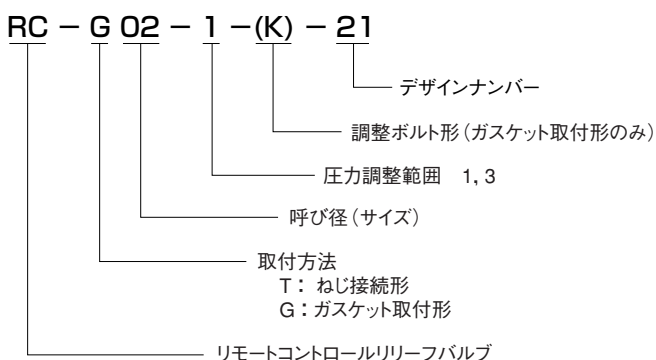 RC － G 02 － 1 －(K) － 21
デザインナンバー
調整ボルト形（ガスケット取付形のみ）
圧力調整範囲　1, 3
呼び径（サイズ）
取付方法
T： ねじ接続形
G：ガスケット取付形
リモートコントロールリリーフバルブ